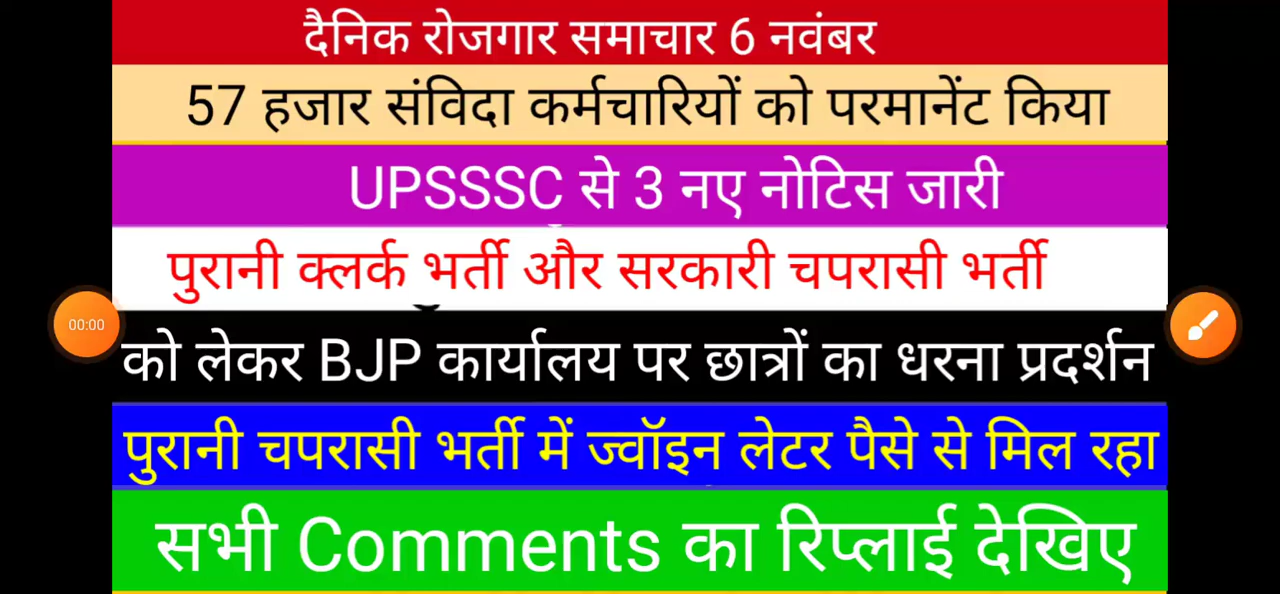 दैनिक रोजगार समाचार 6 नवंबर
57 हजार संविदा कर्मचारियों को परमानेंट किया
UPSSSC से 3 नए नोटिस जारी
पुरानी क्लर्क भर्ती और सरकारी चपरासी भर्ती
00:00
को लेकर BJP कार्यालय पर छात्रों का धरना प्रदर्शन
पुरानी चपरासी भर्ती में ज्वॉइन लेटर पैसे से मिल रहा
सभी Comments का रिप्लाई देखिए